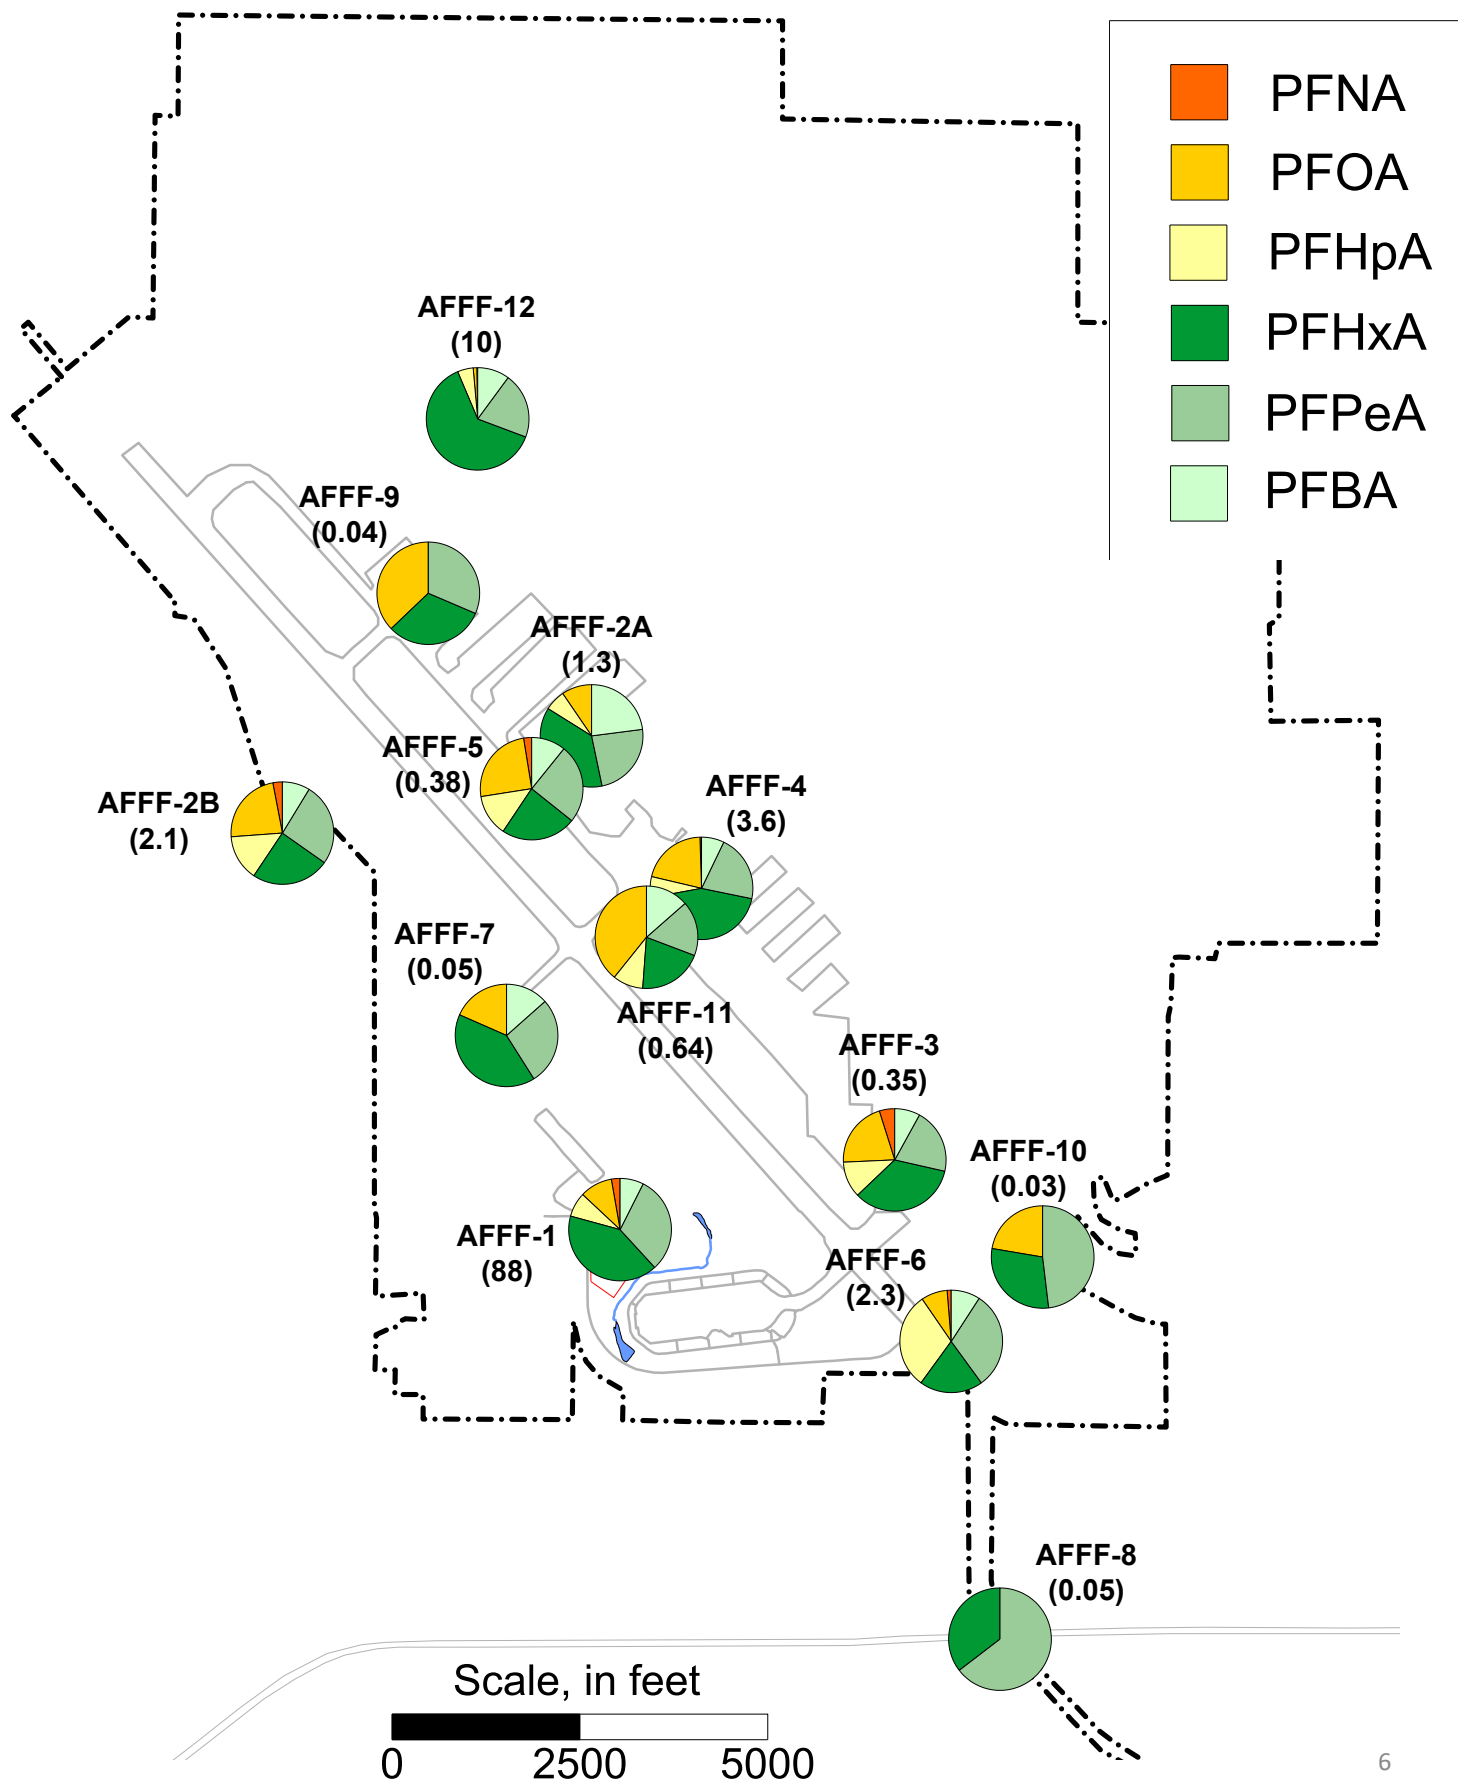 PFNA
PFOA
PFHpA
PFHxA
PFPeA
PFBA
AFFF-12
(10)
AFFF-9
(0.04)
AFFF-2A
(1.3)
AFFF-5
(0.38)
AFFF-4
(3.6)
AFFF-2B
(2.1)
AFFF-7
(0.05)
AFFF-11
(0.64)
AFFF-3
(0.35)
AFFF-10
(0.03)
AFFF-1
(88)
AFFF-6
(2.3)
AFFF-8
(0.05)
Scale, in feet
0 2500 5000
6